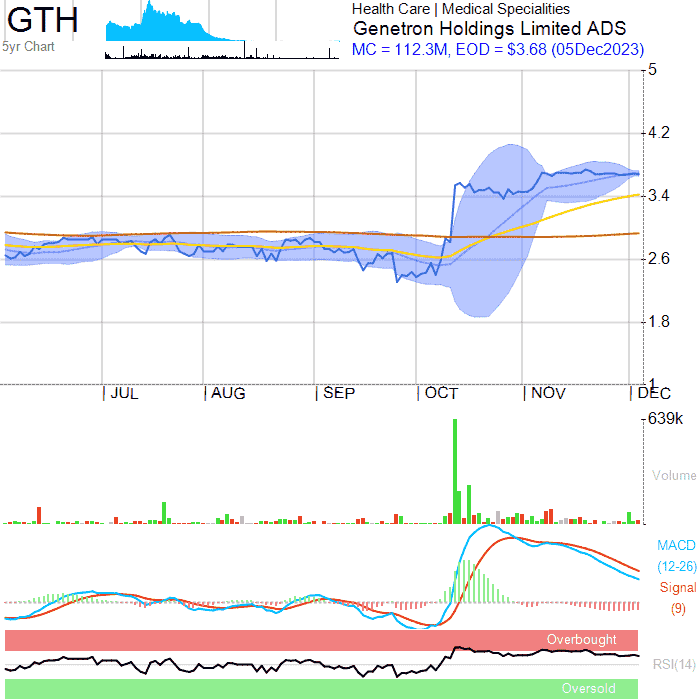 GTH
5yr Chart
Health Care | Medical Specialities
Genetron Holdings Limited ADS
MC = 112.3M, EOD = $3.68 (05Dec2023)
5
4.2
3.4
2.6
1.8
1
| JUL | AUG | SEP | OCT | NOV | DEC
639k
Volume
MACD
(12-26)
Signal
(9)
Overbought
RSI(14)
Oversold